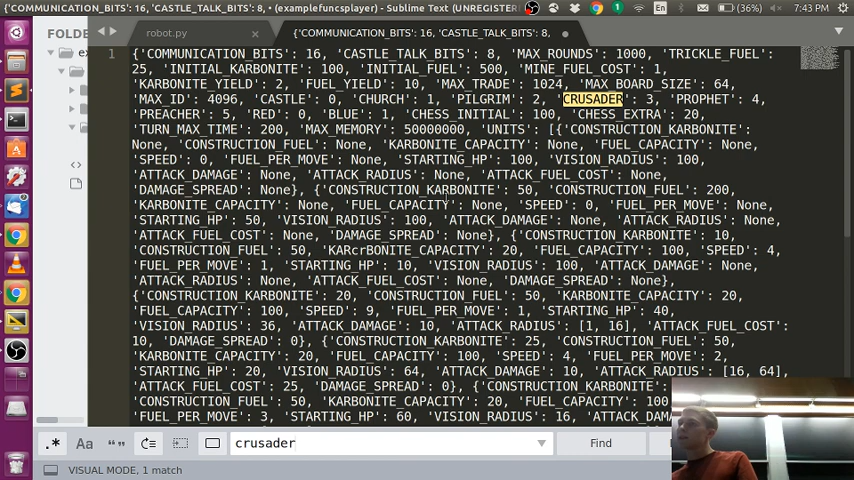 {'COMMUNICATION_BITS': 16, 'CASTLE_TALK_BITS': 8, • (examplefuncsplayer) - Sublime Text (UNREGISTER
En
(36%)
7:43 PM
FOLDE
robot.py
{'COMMUNICATION_BITS': 16, 'CASTLE_TALK_BITS': 8,
1
{'COMMUNICATION_BITS': 16, 'CASTLE_TALK_BITS': 8, 'MAX_ROUNDS': 1000, 'TRICKLE_FUEL':
25, 'INITIAL_KARBONITE': 100, 'INITIAL_FUEL': 500, 'MINE_FUEL_COST': 1,
'KARBONITE_YIELD': 2, 'FUEL_YIELD': 10, 'MAX_TRADE': 1024, 'MAX_BOARD_SIZE': 64,
'MAX_ID': 4096, 'CASTLE': 0, 'CHURCH': 1, 'PILGRIM': 2, 'CRUSADER': 3, 'PROPHET': 4,
'PREACHER': 5, 'RED': 0, 'BLUE': 1, 'CHESS_INITIAL': 100, 'CHESS_EXTRA': 20,
'TURN_MAX_TIME': 200, 'MAX_MEMORY': 50000000, 'UNITS': [{'CONSTRUCTION_KARBONITE':
None, 'CONSTRUCTION_FUEL': None, 'KARBONITE_CAPACITY': None, 'FUEL_CAPACITY': None,
'SPEED': 0, 'FUEL_PER_MOVE': None, 'STARTING_HP': 100, 'VISION_RADIUS': 100,
'ATTACK_DAMAGE': None, 'ATTACK_RADIUS': None, 'ATTACK_FUEL_COST': None,
'DAMAGE_SPREAD': None}, {'CONSTRUCTION_KARBONITE': 50, 'CONSTRUCTION_FUEL': 200,
'KARBONITE_CAPACITY': None, 'FUEL_CAPACITY': None, 'SPEED': 0, 'FUEL_PER_MOVE': None,
'STARTING_HP': 50, 'VISION_RADIUS': 100, 'ATTACK_DAMAGE': None, 'ATTACK_RADIUS': None,
'ATTACK_FUEL_COST': None, 'DAMAGE_SPREAD': None}, {'CONSTRUCTION_KARBONITE': 10,
'CONSTRUCTION_FUEL': 50, 'KARcrBONITE_CAPACITY': 20, 'FUEL_CAPACITY': 100, 'SPEED': 4,
'FUEL_PER_MOVE': 1, 'STARTING_HP': 10, 'VISION_RADIUS': 100, 'ATTACK_DAMAGE': None,
'ATTACK_RADIUS': None, 'ATTACK_FUEL_COST': None, 'DAMAGE_SPREAD': None},
{'CONSTRUCTION_KARBONITE': 20, 'CONSTRUCTION_FUEL': 50, 'KARBONITE_CAPACITY': 20,
'FUEL_CAPACITY': 100, 'SPEED': 9, 'FUEL_PER_MOVE': 1, 'STARTING_HP': 40,
'VISION_RADIUS': 36, 'ATTACK_DAMAGE': 10, 'ATTACK_RADIUS': [1, 16], 'ATTACK_FUEL_COST':
10, 'DAMAGE_SPREAD': 0}, {'CONSTRUCTION_KARBONITE': 25, 'CONSTRUCTION_FUEL': 50,
'KARBONITE_CAPACITY': 20, 'FUEL_CAPACITY': 100, 'SPEED': 4, 'FUEL_PER_MOVE': 2,
'STARTING_HP': 20, 'VISION_RADIUS': 64, 'ATTACK_DAMAGE': 10, 'ATTACK_RADIUS': [16, 64],
'ATTACK_FUEL_COST': 25, 'DAMAGE_SPREAD': 0}, {'CONSTRUCTION_KARBONITE'
'CONSTRUCTION_FUEL': 50, 'KARBONITE_CAPACITY': 20, 'FUEL_CAPACITY': 100
'FUEL_PER_MOVE': 3, 'STARTING_HP': 60, 'VISION_RADIUS': 16, 'ATTACK_DAM
.* Aa “” crusader Find
VISUAL MODE, 1 match